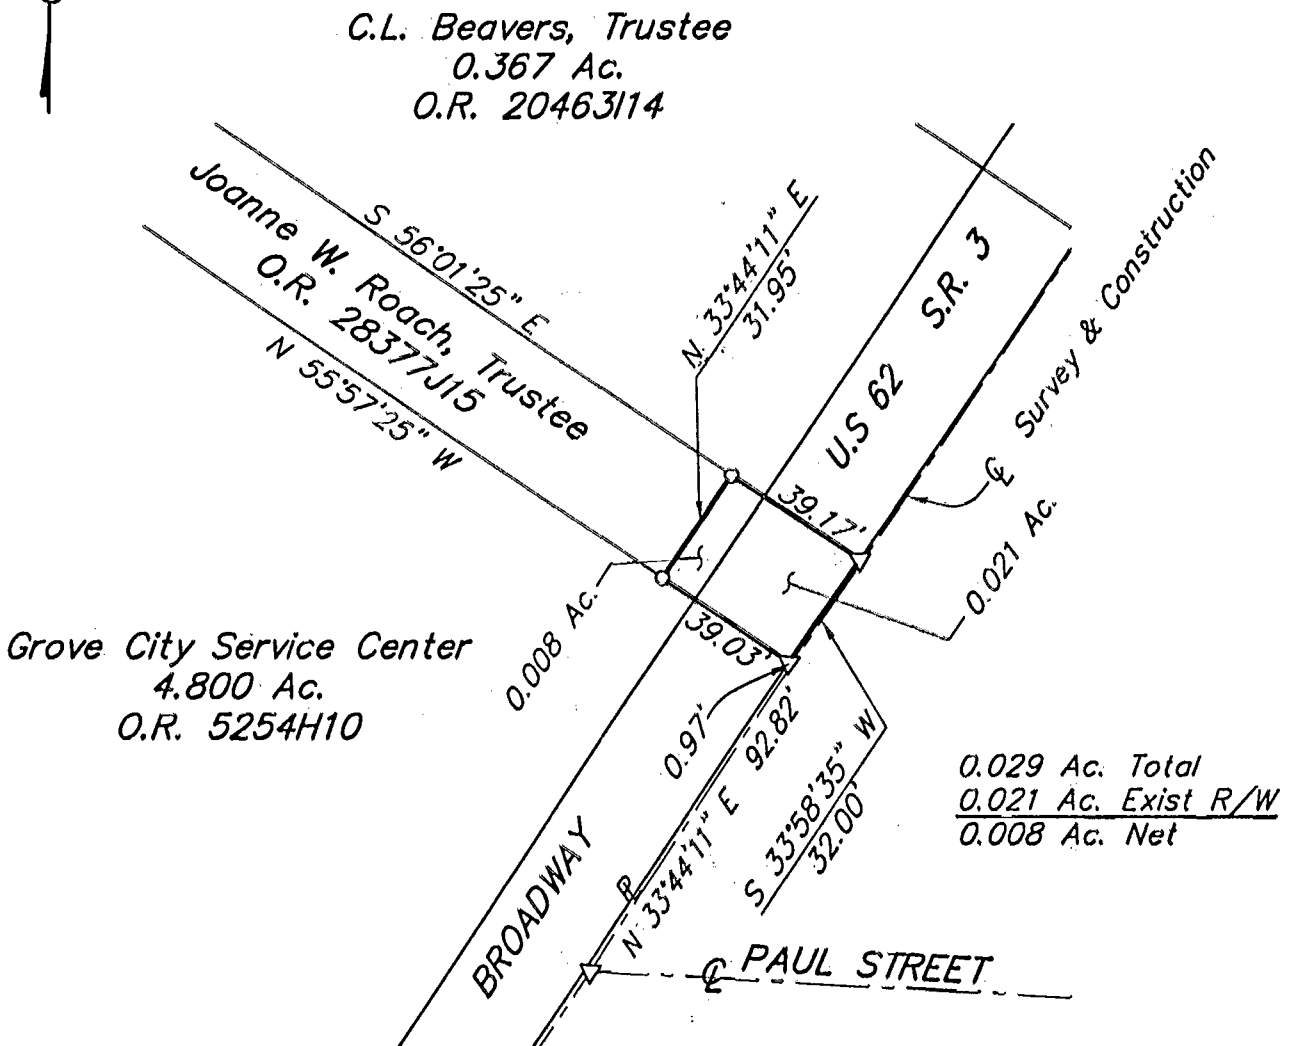 C.L. Beavers, Trustee
0.367 Ac.
O.R. 20463I14
Joanne W. Roach, Trustee
O.R. 28377J15
S 56°01'25" E
N 55°57'25" W
N 33°44'11" E
31.95'
U.S 62 S.R. 3
℄ Survey & Construction
39.17'
0.021 Ac.
0.008 Ac.
39.03'
Grove City Service Center
4.800 Ac.
O.R. 5254H10
0.97'
N 33°44'11" E 92.82'
S 33°58'35" W
32.00'
0.029 Ac. Total
0.021 Ac. Exist R/W
0.008 Ac. Net
BROADWAY
℄ PAUL STREET